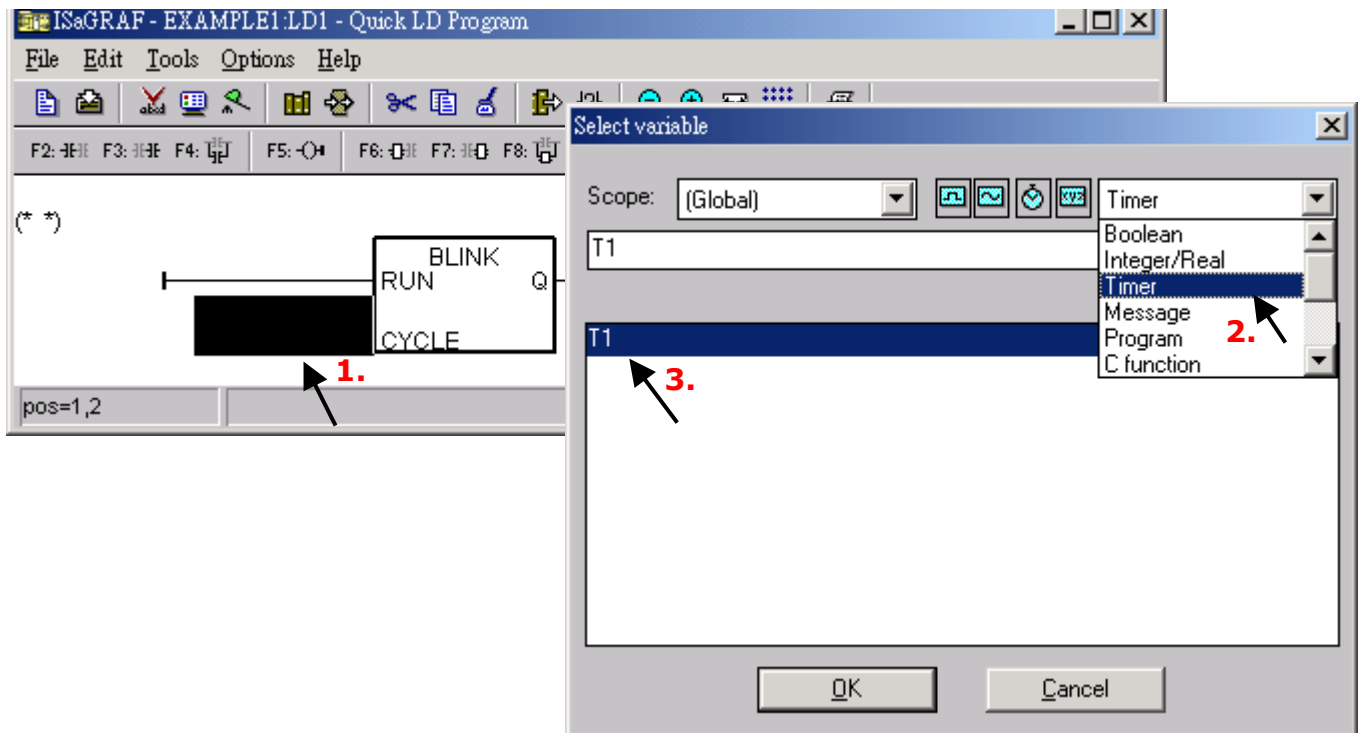 ISaGRAF - EXAMPLE1:LD1 - Quick LD Program
File Edit Tools Options Help
F2: F3: F4: F5: F6: F7: F8:
(* *)
BLINK
RUN Q
CYCLE
1.
pos=1,2
Select variable
Scope: (Global) xyz Timer
T1
Boolean
Integer/Real
Timer
Message
Program
C function
2.
T1
3.
OK Cancel